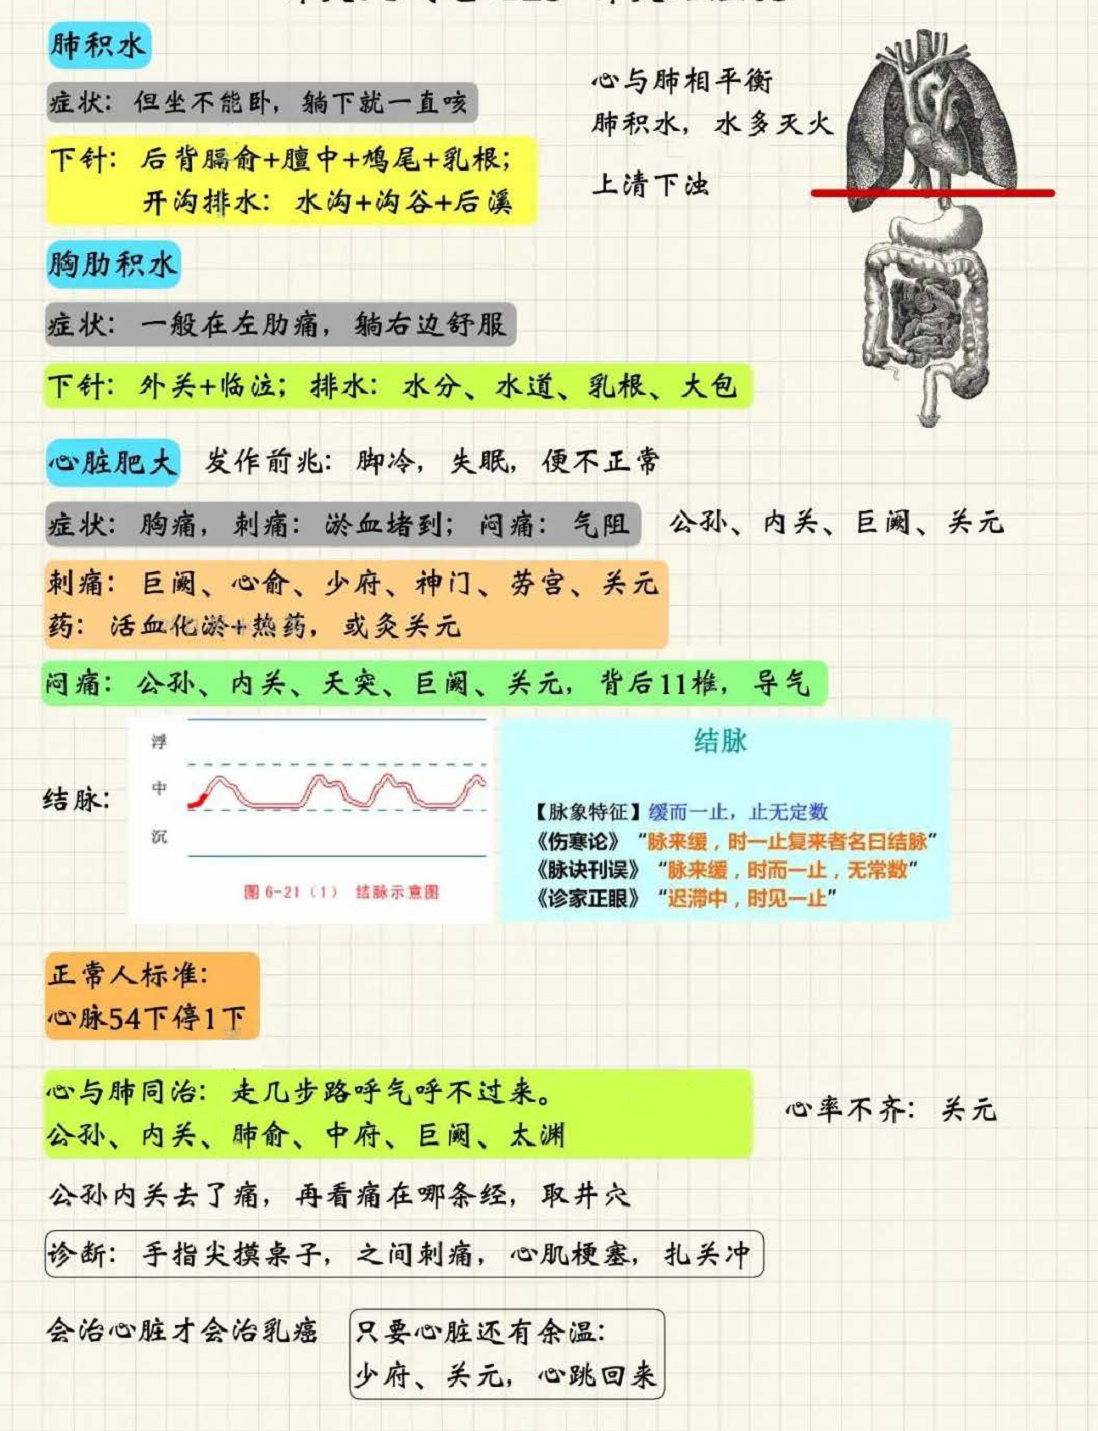 肺积水
症状：但坐不能卧，躺下就一直咳
下针：后背膈俞+膻中+鸠尾+乳根；
开沟排水：水沟+沟谷+后溪
心与肺相平衡
肺积水，水多灭火
上清下浊
胸肋积水
症状：一般在左肋痛，躺右边舒服
下针：外关+临泣；排水：水分、水道、乳根、大包
心脏肥大 发作前兆：脚冷，失眠，便不正常
症状：胸痛，刺痛：淤血堵到；闷痛：气阻 公孙、内关、巨阙、关元
刺痛：巨阙、心俞、少府、神门、劳宫、关元
药：活血化淤+热药，或灸关元
闷痛：公孙、内关、天突、巨阙、关元，背后11椎，导气
结脉：
浮
中
沉
图6-21（1） 结脉示意图
结脉
【脉象特征】缓而一止，止无定数
《伤寒论》“脉来缓，时一止复来者名曰结脉”
《脉诀刊误》“脉来缓，时而一止，无常数”
《诊家正眼》“迟滞中，时见一止”
正常人标准：
心脉54下停1下
心与肺同治：走几步路呼气呼不过来。
公孙、内关、肺俞、中府、巨阙、太渊
心率不齐：关元
公孙内关去了痛，再看痛在哪条经，取井穴
诊断：手指尖摸桌子，之间刺痛，心肌梗塞，扎关冲
会治心脏才会治乳癌
只要心脏还有余温：
少府、关元，心跳回来